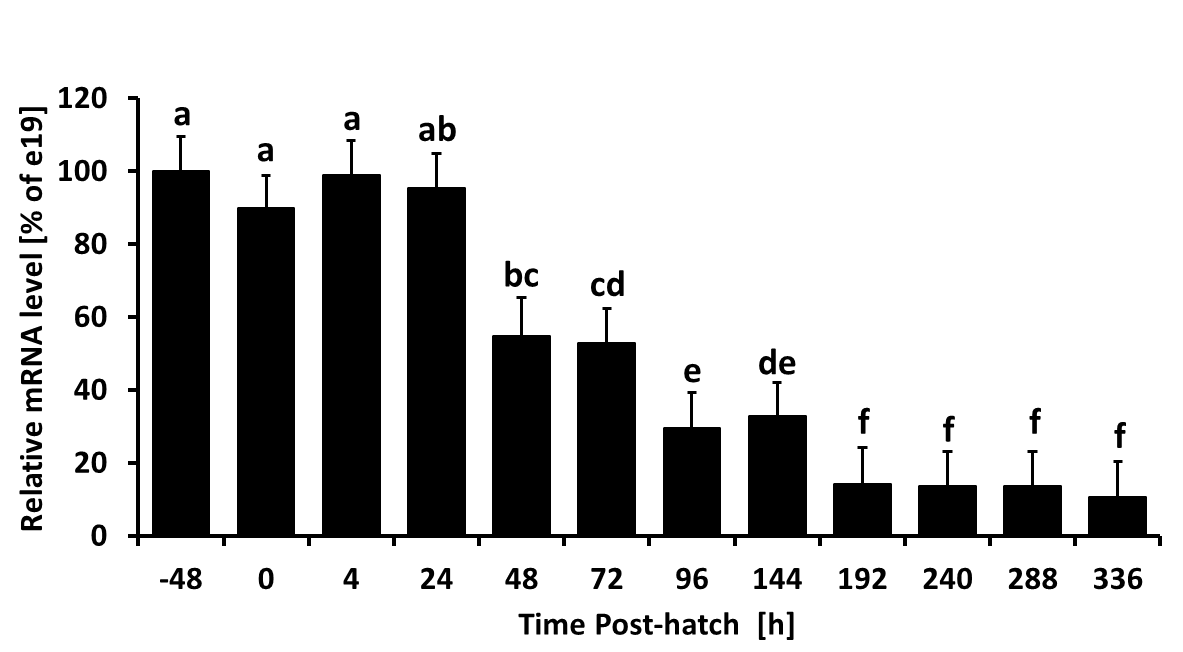 Relative mRNA level [% of e19]
120
100
80
60
40
20
0
a
a
a
ab
bc
cd
e
de
f
f
f
f
-48 0 4 24 48 72 96 144 192 240 288 336
Time Post-hatch [h]